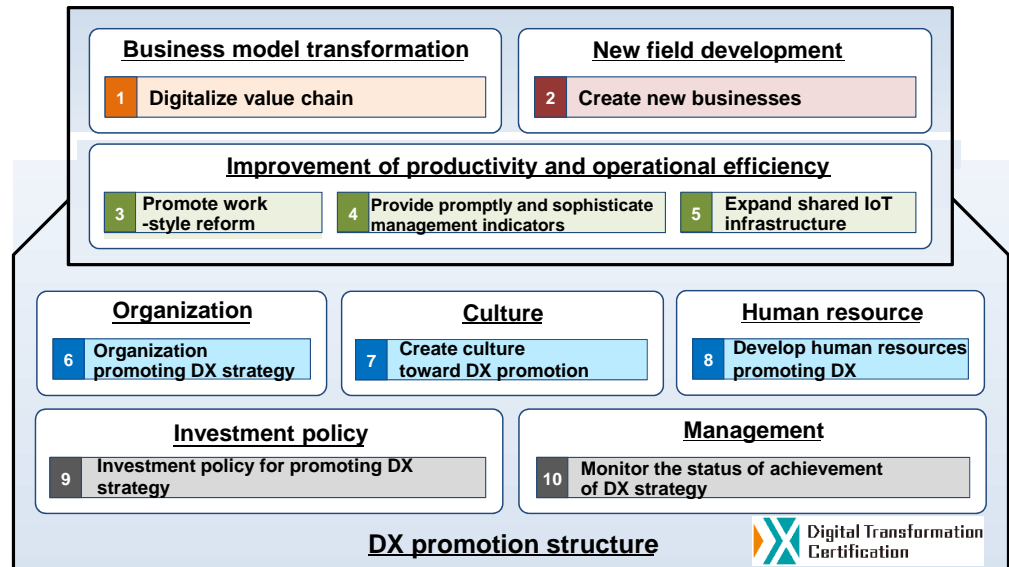 Business model transformation
1 Digitalize value chain
New field development
2 Create new businesses
Improvement of productivity and operational efficiency
3 Promote work
-style reform
4 Provide promptly and sophisticate
management indicators
5 Expand shared IoT
infrastructure
Organization
6 Organization
promoting DX strategy
Culture
7 Create culture
toward DX promotion
Human resource
8 Develop human resources
promoting DX
Investment policy
9 Investment policy for promoting DX
strategy
Management
10 Monitor the status of achievement
of DX strategy
DX promotion structure
Digital Transformation
Certification